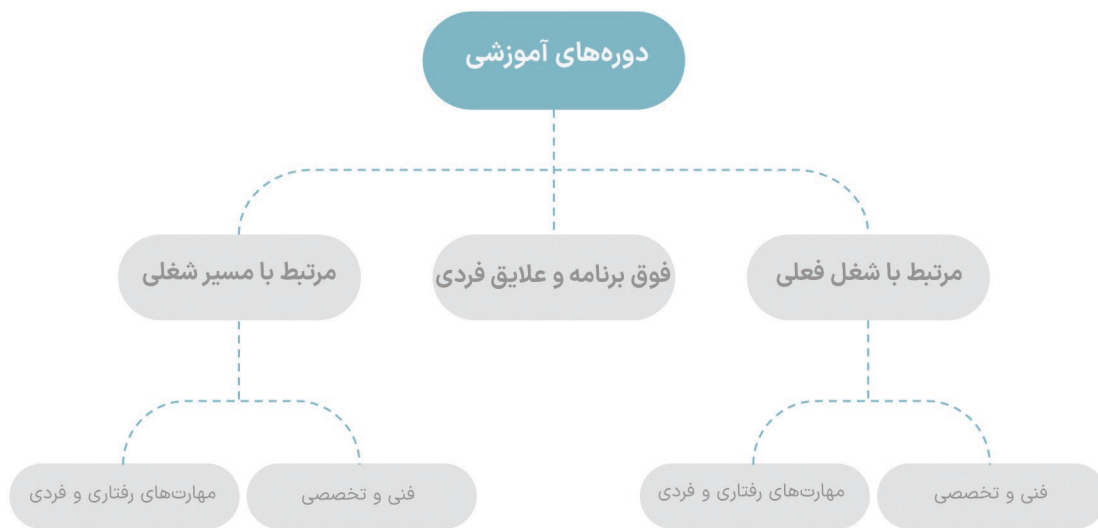 دوره‌های آموزشی
مرتبط با شغل فعلی
فوق برنامه و علایق فردی
مرتبط با مسیر شغلی
فنی و تخصصی
مهارت‌های رفتاری و فردی
فنی و تخصصی
مهارت‌های رفتاری و فردی